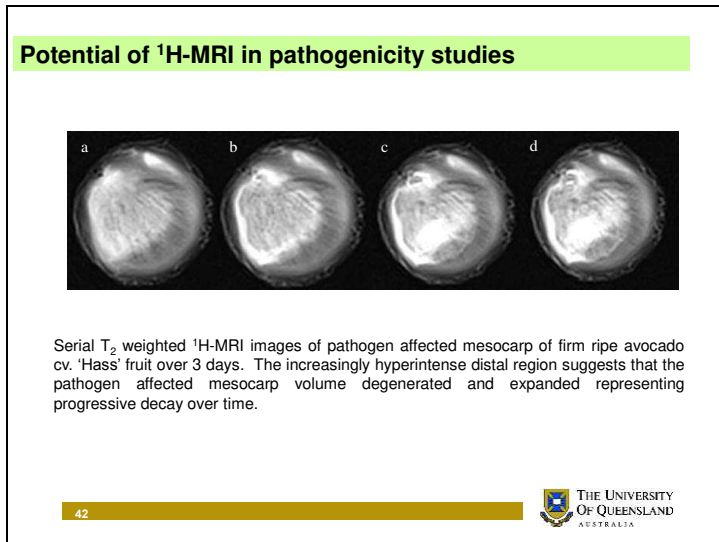 Potential of ¹H-MRI in pathogenicity studies
a b c d
Serial T₂ weighted ¹H-MRI images of pathogen affected mesocarp of firm ripe avocado
cv. 'Hass' fruit over 3 days. The increasingly hyperintense distal region suggests that the
pathogen affected mesocarp volume degenerated and expanded representing
progressive decay over time.
42
THE UNIVERSITY
OF QUEENSLAND
AUSTRALIA